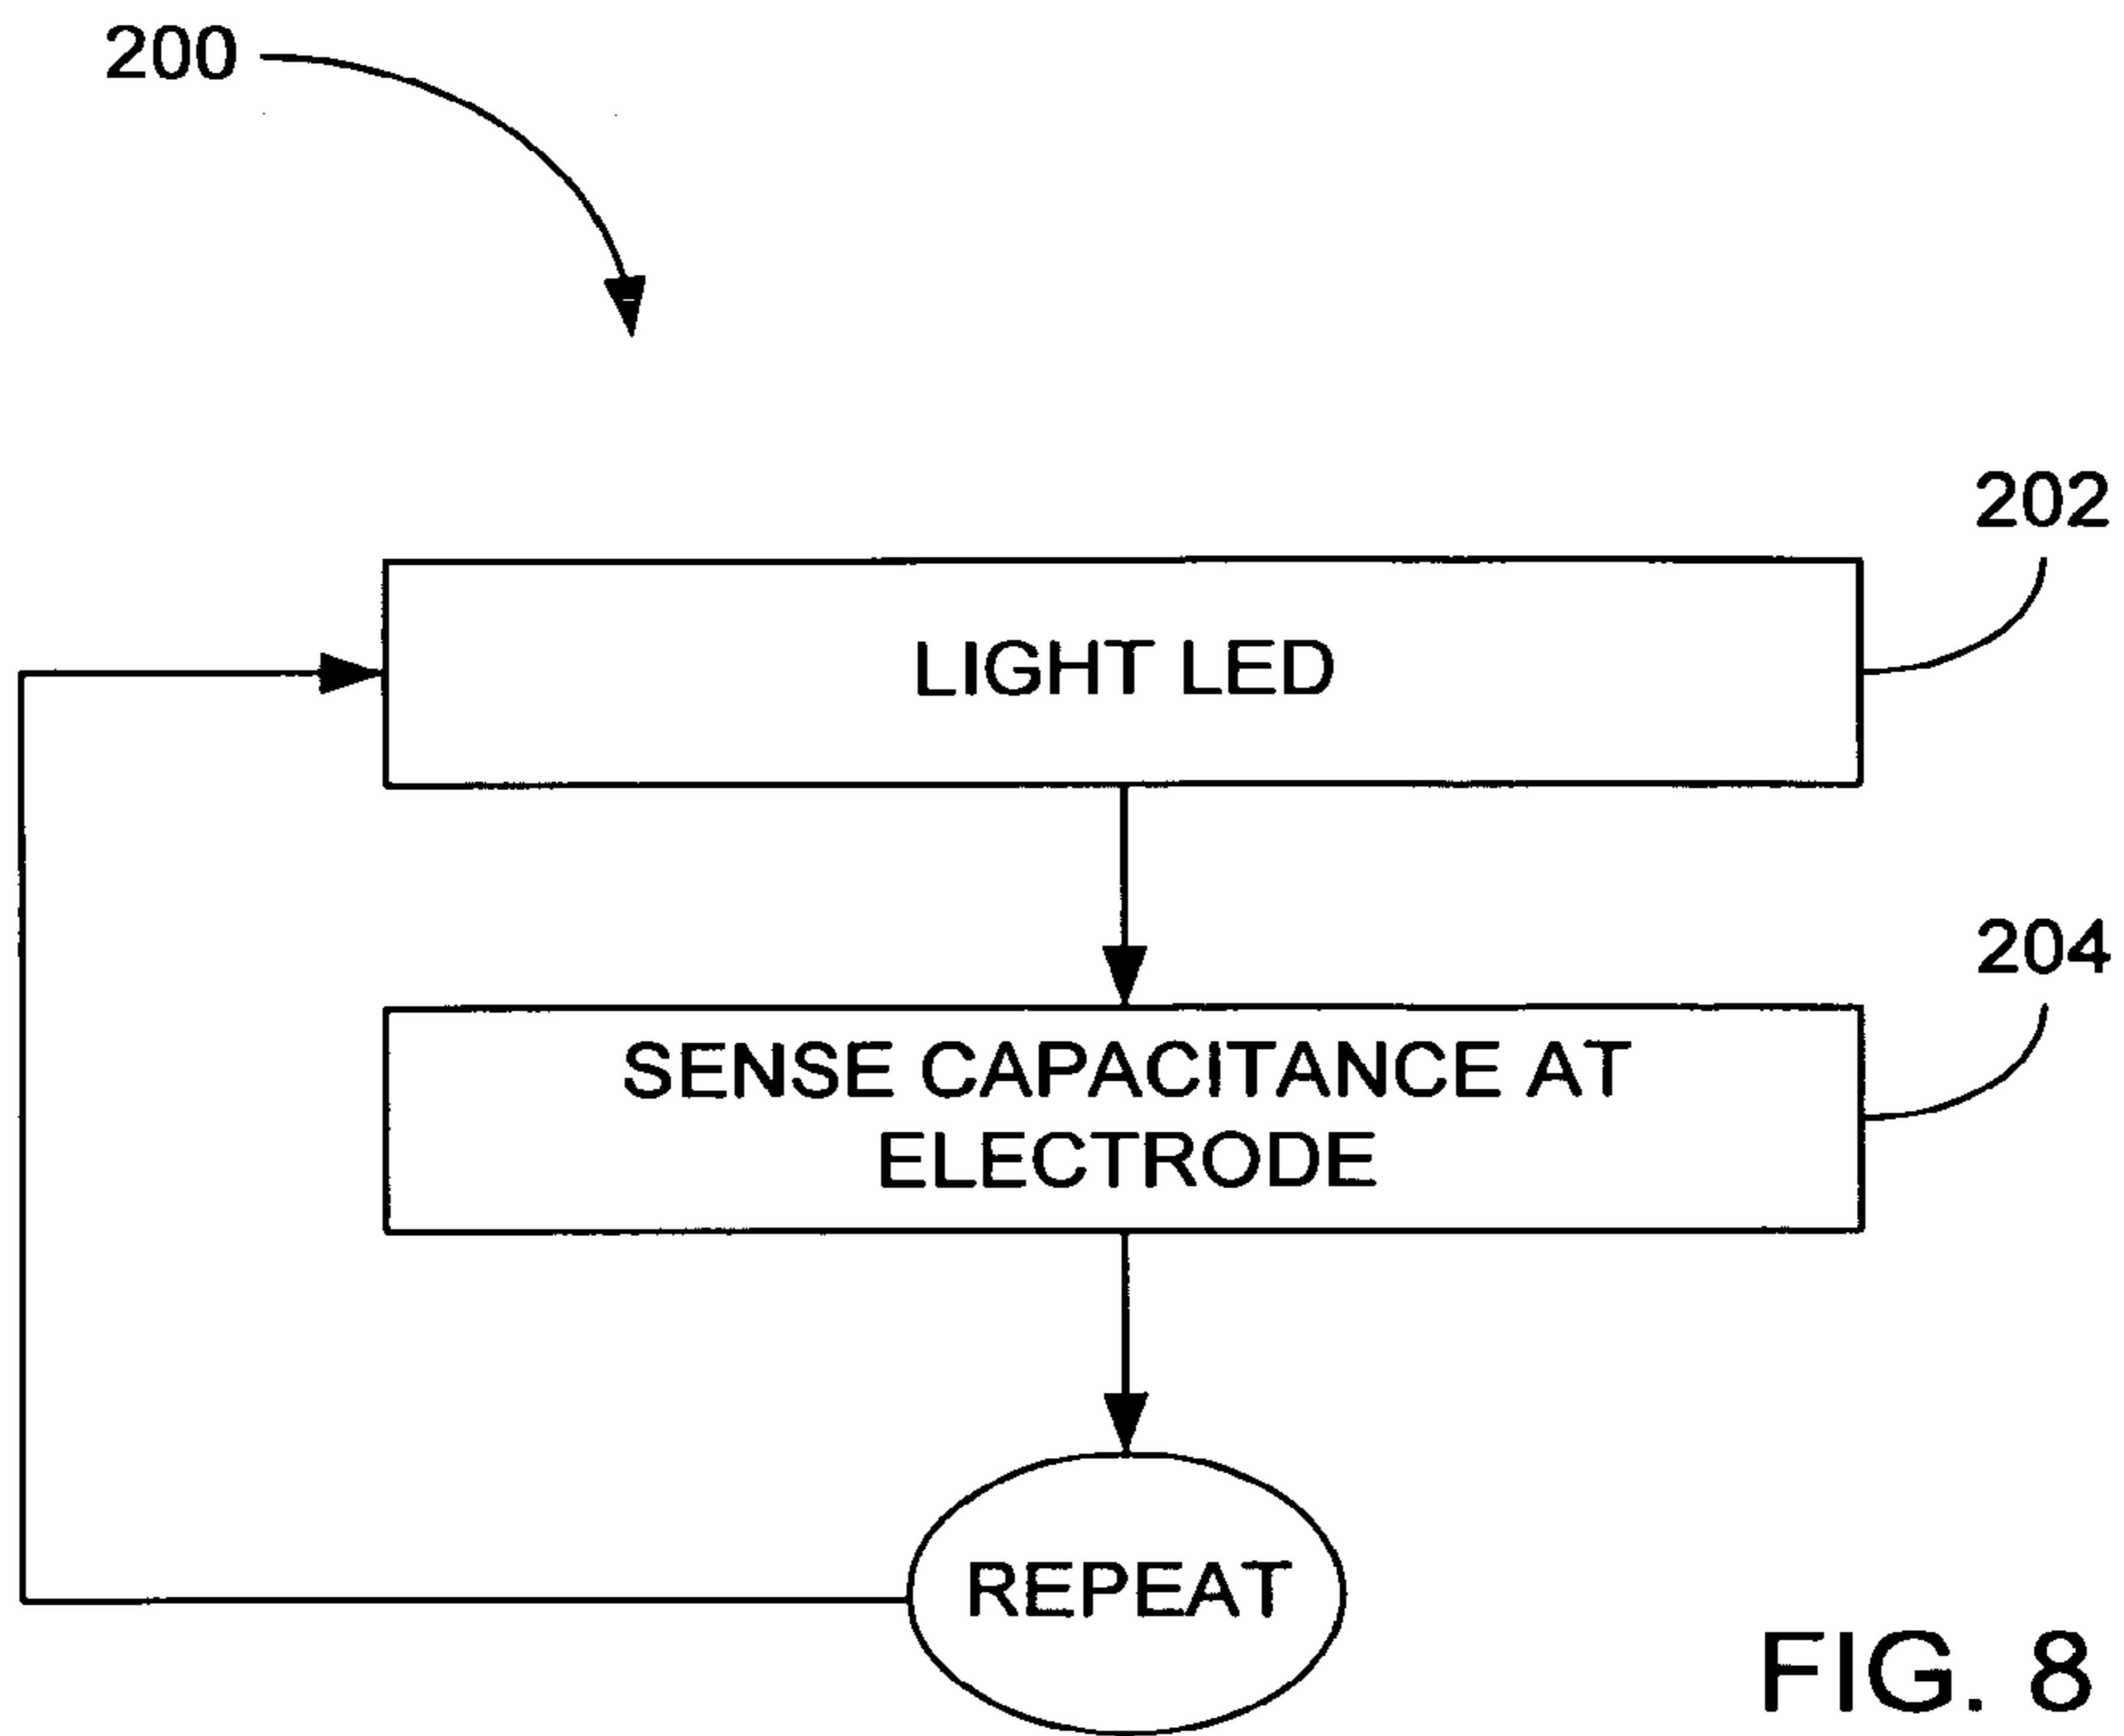 200
202
LIGHT LED
204
SENSE CAPACITANCE AT
ELECTRODE
REPEAT
FIG. 8